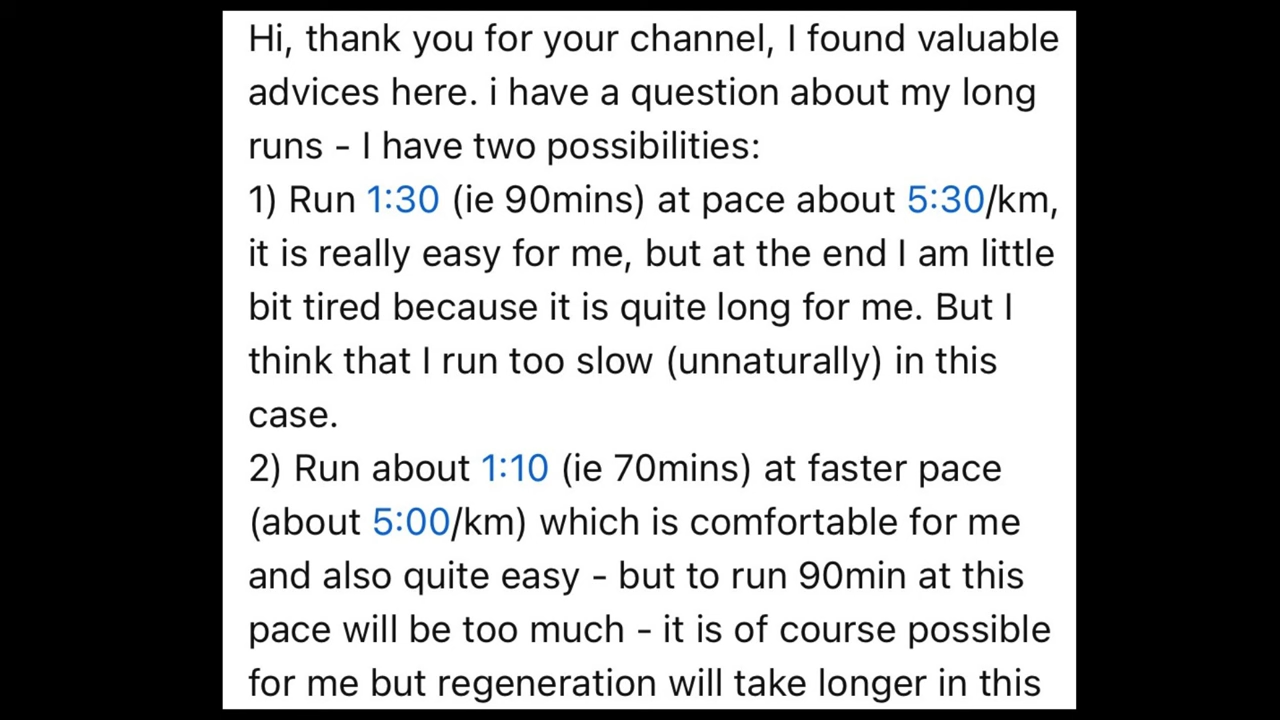 Hi, thank you for your channel, I found valuable
advices here. i have a question about my long
runs - I have two possibilities:
1) Run 1:30 (ie 90mins) at pace about 5:30/km,
it is really easy for me, but at the end I am little
bit tired because it is quite long for me. But I
think that I run too slow (unnaturally) in this
case.
2) Run about 1:10 (ie 70mins) at faster pace
(about 5:00/km) which is comfortable for me
and also quite easy - but to run 90min at this
pace will be too much - it is of course possible
for me but regeneration will take longer in this